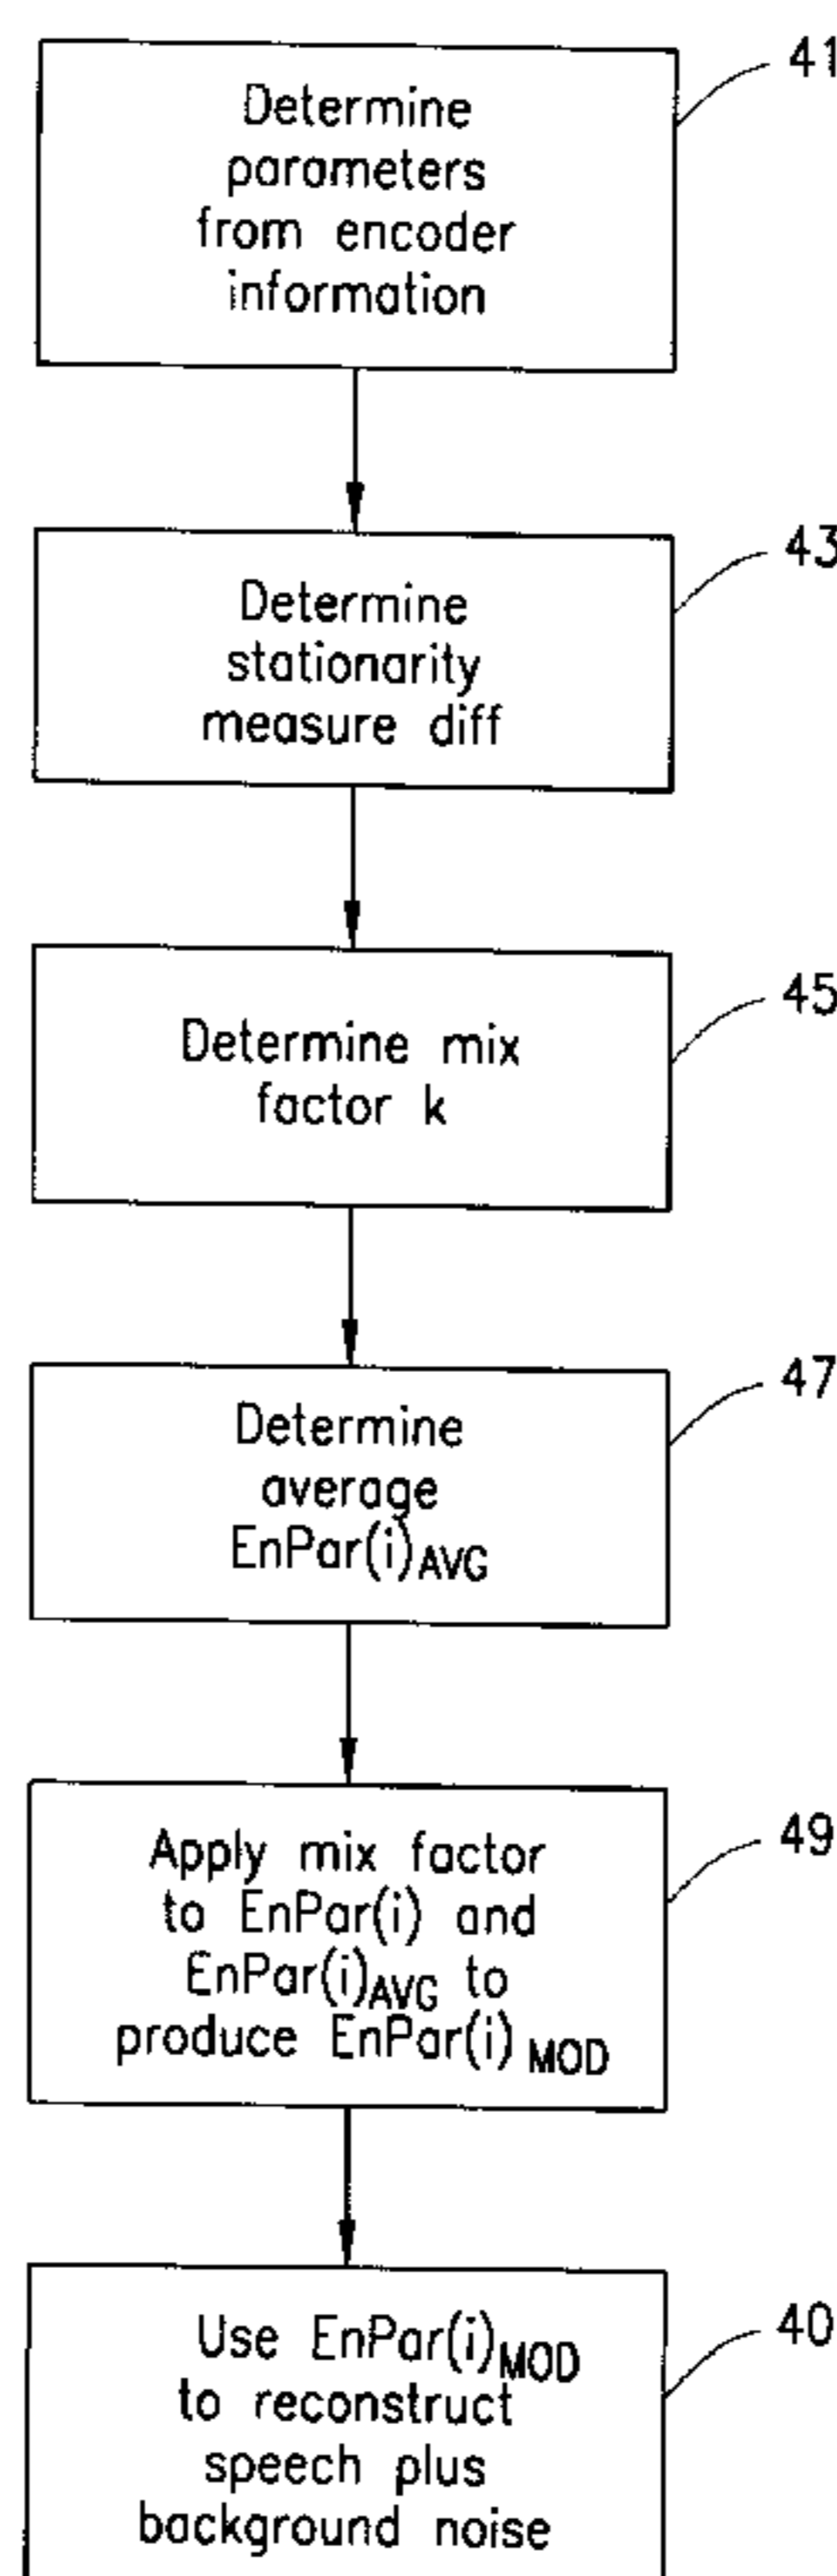 41
Determine
parameters
from encoder
information
43
Determine
stationarity
measure diff
45
Determine mix
factor k
47
Determine
average
EnPar(i)AVG
49
Apply mix factor
to EnPar(i) and
EnPar(i)AVG to
produce EnPar(i) MOD
40
Use EnPar(i)MOD
to reconstruct
speech plus
background noise